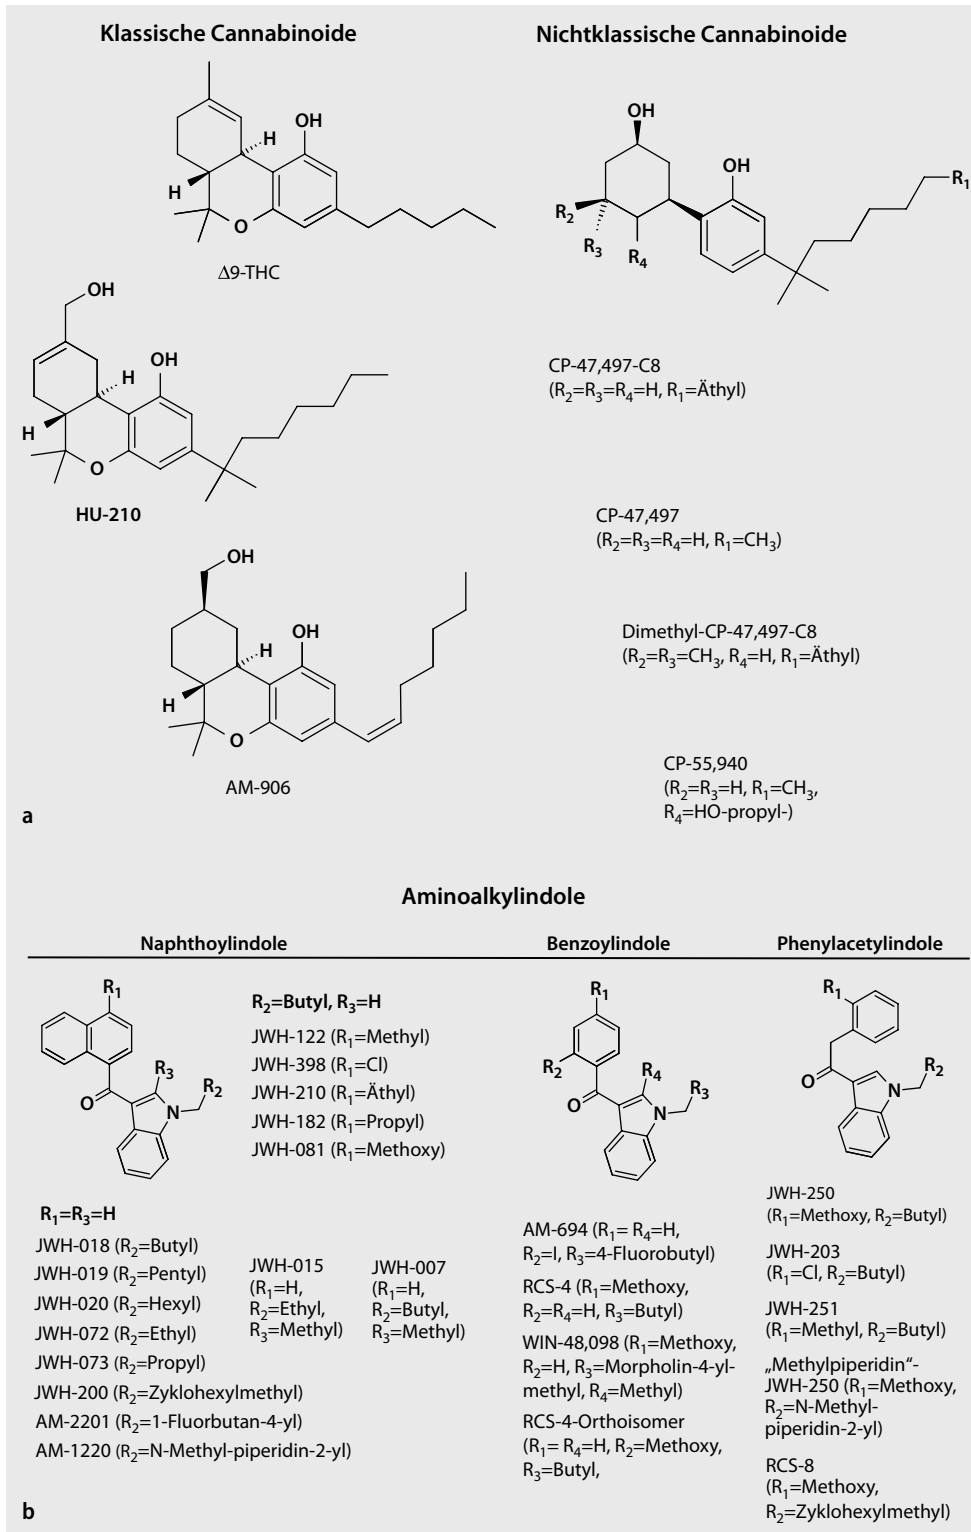 Klassische Cannabinoide
Nichtklassische Cannabinoide
H
OH
H
O
Δ9-THC
OH
OH
R₂
R₃
R₄
R₁
OH
OH
H
H
O
HU-210
CP-47,497-C8
(R₂=R₃=R₄=H, R₁=Äthyl)
CP-47,497
(R₂=R₃=R₄=H, R₁=CH₃)
OH
OH
H
H
O
AM-906
Dimethyl-CP-47,497-C8
(R₂=R₃=CH₃, R₄=H, R₁=Äthyl)
CP-55,940
(R₂=R₃=H, R₁=CH₃,
R₄=HO-propyl-)
a
Aminoalkylindole
Naphthoylindole
Benzoylindole
Phenylacetylindole
R₁
R₃
R₂
O
N
R₂=Butyl, R₃=H
JWH-122 (R₁=Methyl)
JWH-398 (R₁=Cl)
JWH-210 (R₁=Äthyl)
JWH-182 (R₁=Propyl)
JWH-081 (R₁=Methoxy)
R₁=R₃=H
JWH-018 (R₂=Butyl)
JWH-019 (R₂=Pentyl)
JWH-020 (R₂=Hexyl)
JWH-072 (R₂=Ethyl)
JWH-073 (R₂=Propyl)
JWH-200 (R₂=Zyklohexylmethyl)
AM-2201 (R₂=1-Fluorbutan-4-yl)
AM-1220 (R₂=N-Methyl-piperidin-2-yl)
JWH-015
(R₁=H,
R₂=Ethyl,
R₃=Methyl)
JWH-007
(R₁=H,
R₂=Butyl,
R₃=Methyl)
R₁
R₂
R₄
R₃
O
N
AM-694 (R₁= R₄=H,
R₂=I, R₃=4-Fluorobutyl)
RCS-4 (R₁=Methoxy,
R₂=R₄=H, R₃=Butyl)
WIN-48,098 (R₁=Methoxy,
R₂=H, R₃=Morpholin-4-yl-
methyl, R₄=Methyl)
RCS-4-Orthoisomer
(R₁= R₄=H, R₂=Methoxy,
R₃=Butyl,
R₁
R₂
O
N
JWH-250
(R₁=Methoxy, R₂=Butyl)
JWH-203
(R₁=Cl, R₂=Butyl)
JWH-251
(R₁=Methyl, R₂=Butyl)
„Methylpiperidin“-
JWH-250 (R₁=Methoxy,
R₂=N-Methyl-
piperidin-2-yl)
RCS-8
(R₁=Methoxy,
R₂=Zyklohexylmethyl)
b